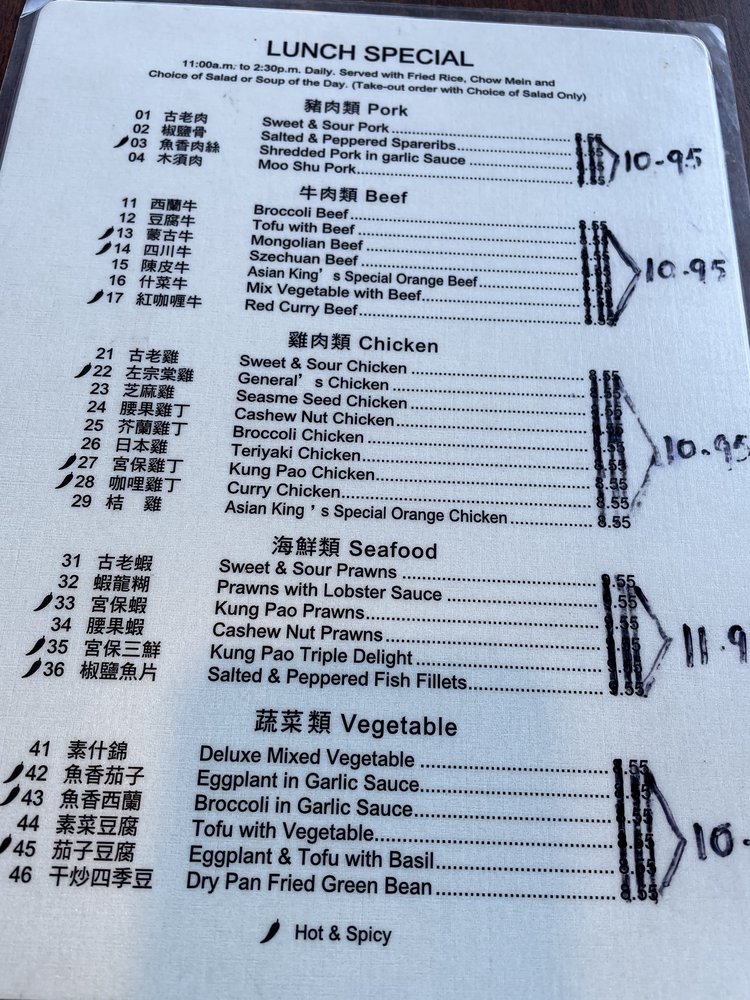 LUNCH SPECIAL
11:00a.m. to 2:30p.m. Daily. Served with Fried Rice, Chow Mein and
Choice of Salad or Soup of the Day. (Take-out order with Choice of Salad Only)
豬肉類 Pork
01 古老肉 Sweet & Sour Pork
02 椒鹽骨 Salted & Peppered Spareribs
03 魚香肉絲 Shredded Pork in garlic Sauce
04 木須肉 Moo Shu Pork
10-95
牛肉類 Beef
11 西蘭牛 Broccoli Beef
12 豆腐牛 Tofu with Beef
13 蒙古牛 Mongolian Beef
14 四川牛 Szechuan Beef
15 陳皮牛 Asian King's Special Orange Beef
16 什菜牛 Mix Vegetable with Beef
17 紅咖喱牛 Red Curry Beef
10-95
雞肉類 Chicken
21 古老雞 Sweet & Sour Chicken
22 左宗棠雞 General's Chicken
23 芝麻雞 Seasme Seed Chicken
24 腰果雞丁 Cashew Nut Chicken
25 芥蘭雞丁 Broccoli Chicken
26 日本雞 Teriyaki Chicken
27 宮保雞丁 Kung Pao Chicken
28 咖哩雞丁 Curry Chicken
29 桔 雞 Asian King's Special Orange Chicken 8.55
10-95
海鮮類 Seafood
31 古老蝦 Sweet & Sour Prawns 9.55
32 蝦龍糊 Prawns with Lobster Sauce
33 宮保蝦 Kung Pao Prawns
34 腰果蝦 Cashew Nut Prawns
35 宮保三鮮 Kung Pao Triple Delight
36 椒鹽魚片 Salted & Peppered Fish Fillets
11.9
蔬菜類 Vegetable
41 素什錦 Deluxe Mixed Vegetable
42 魚香茄子 Eggplant in Garlic Sauce
43 魚香西蘭 Broccoli in Garlic Sauce
44 素菜豆腐 Tofu with Vegetable
45 茄子豆腐 Eggplant & Tofu with Basil
46 干炒四季豆 Dry Pan Fried Green Bean
10-
Hot & Spicy